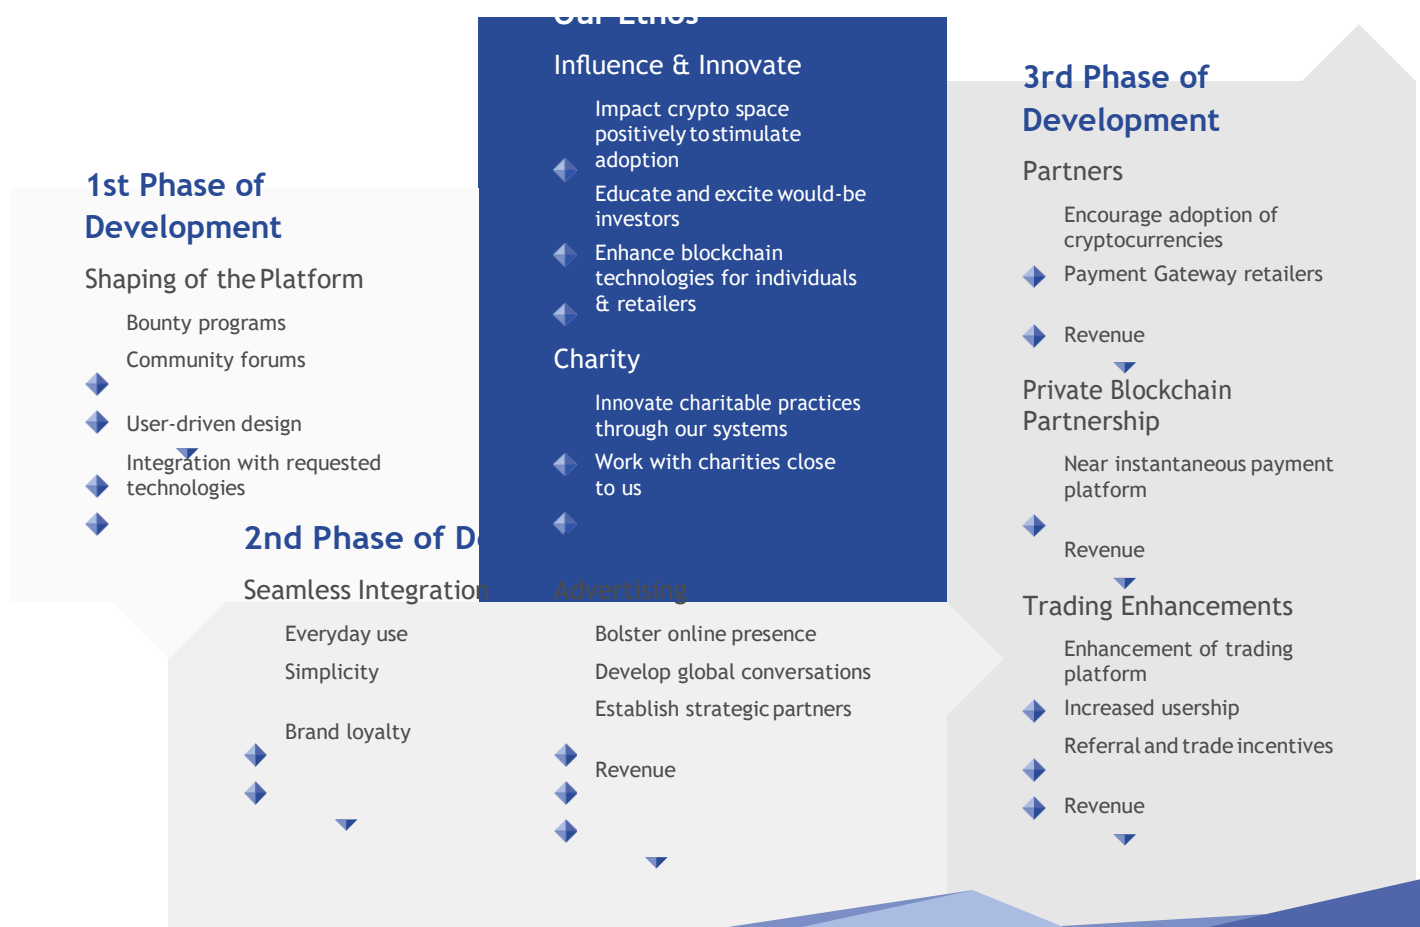 1st Phase of
Development
Shaping of the Platform
Bounty programs
Community forums
User-driven design
Integration with requested
technologies
2nd Phase of
Seamless Integration
Everyday use
Simplicity
Brand loyalty
Our Ethos
Influence & Innovate
Impact crypto space
positively to stimulate
adoption
Educate and excite would-be
investors
Enhance blockchain
technologies for individuals
& retailers
Charity
Innovate charitable practices
through our systems
Work with charities close
to us
Advertising
Bolster online presence
Develop global conversations
Establish strategic partners
Revenue
3rd Phase of
Development
Partners
Encourage adoption of
cryptocurrencies
Payment Gateway retailers
Revenue
Private Blockchain
Partnership
Near instantaneous payment
platform
Revenue
Trading Enhancements
Enhancement of trading
platform
Increased usership
Referral and trade incentives
Revenue